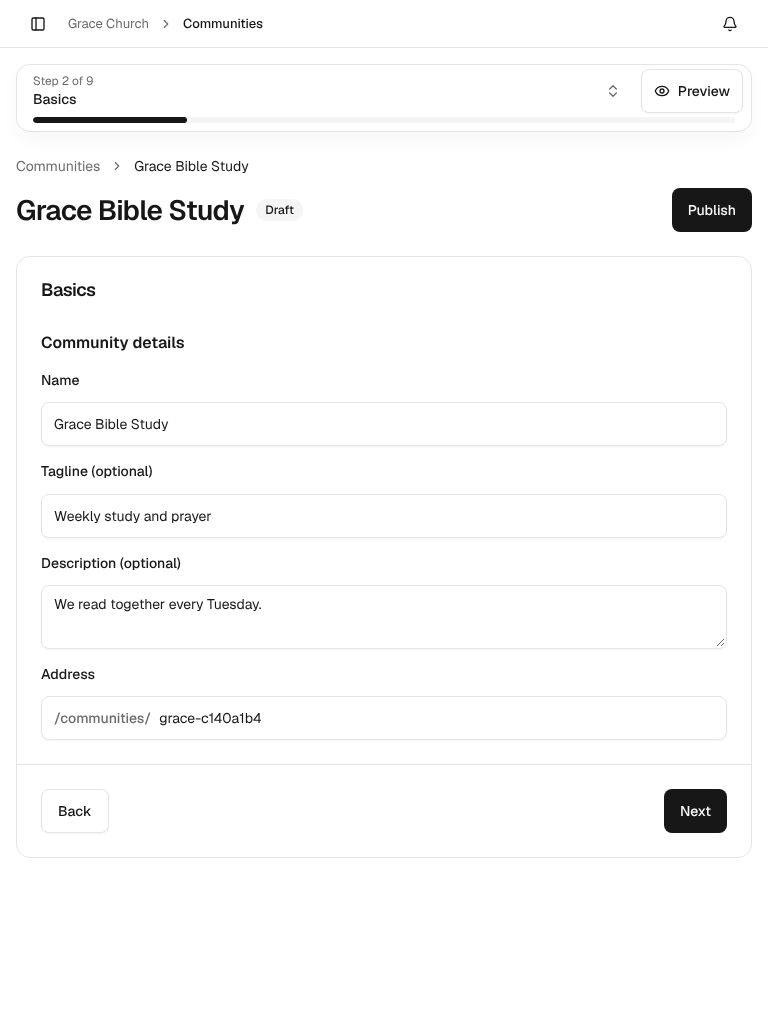 Grace Church > Communities
Step 2 of 9
Basics
Preview
Communities > Grace Bible Study
Grace Bible Study
Draft
Publish
Basics
Community details
Name
Grace Bible Study
Tagline (optional)
Weekly study and prayer
Description (optional)
We read together every Tuesday.
Address
/communities/ grace-c140a1b4
Back
Next